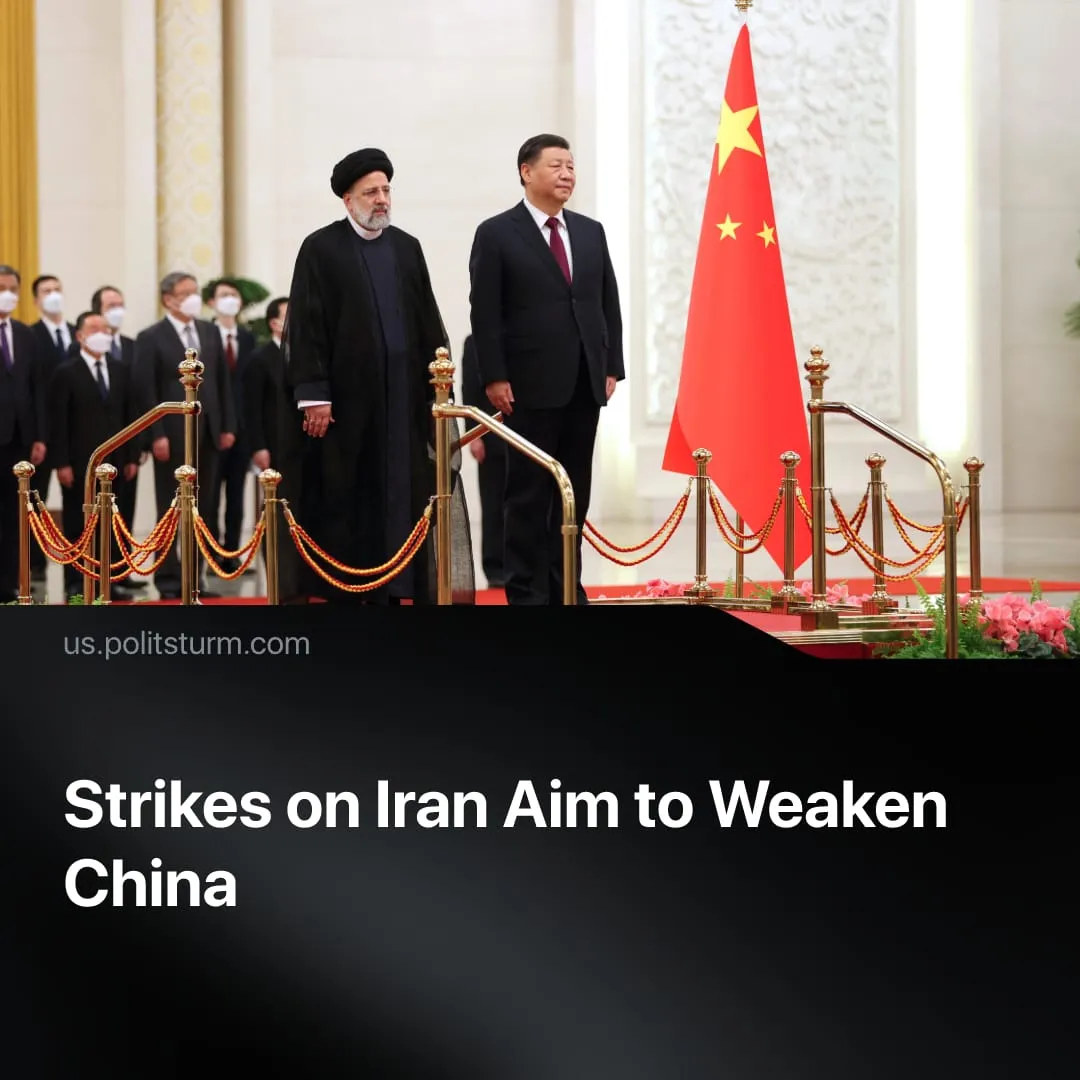 us.politsturm.com
Strikes on Iran Aim to Weaken
China